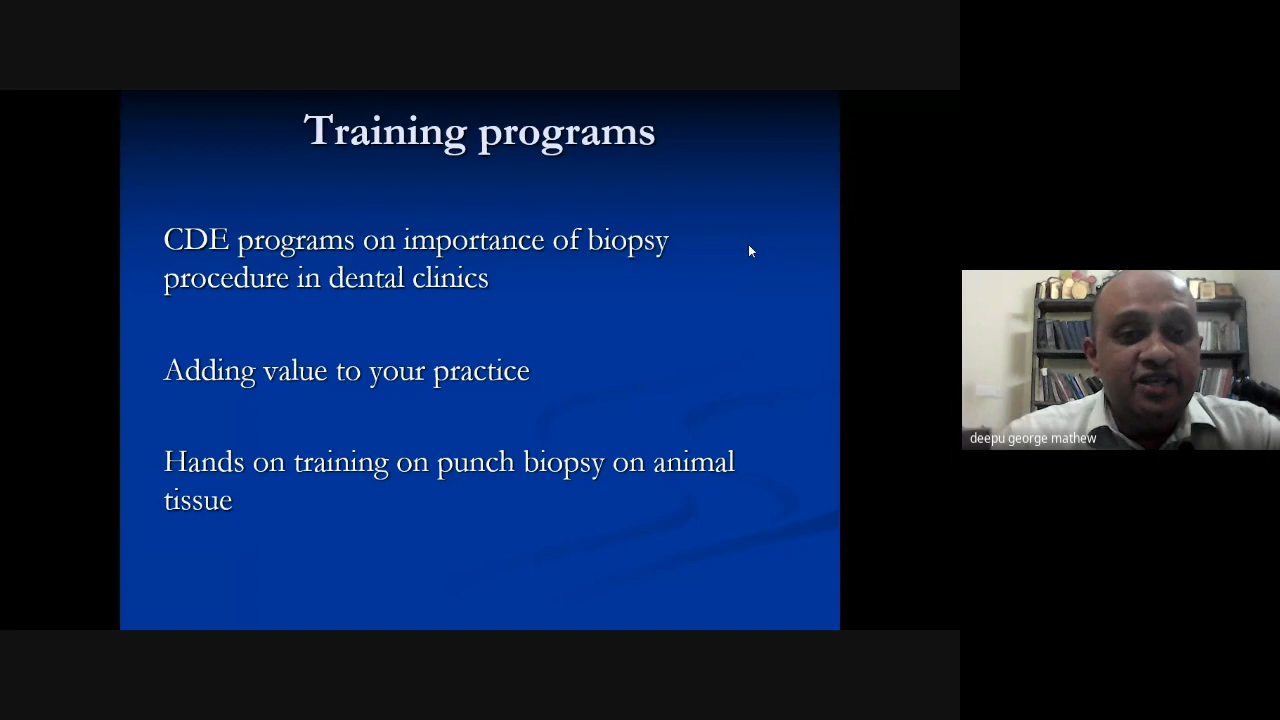 Training programs
CDE programs on importance of biopsy
procedure in dental clinics
Adding value to your practice
Hands on training on punch biopsy on animal
tissue
deepu george mathew